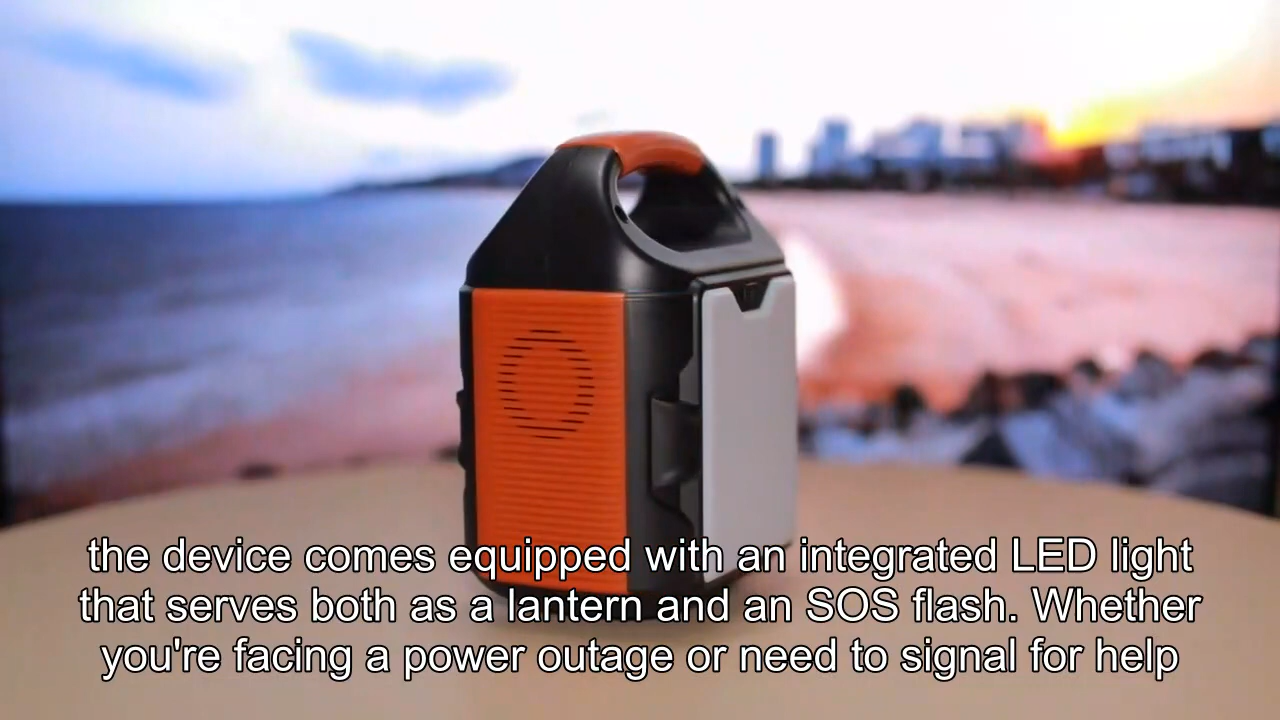 the device comes equipped with an integrated LED light
that serves both as a lantern and an SOS flash. Whether
you're facing a power outage or need to signal for help